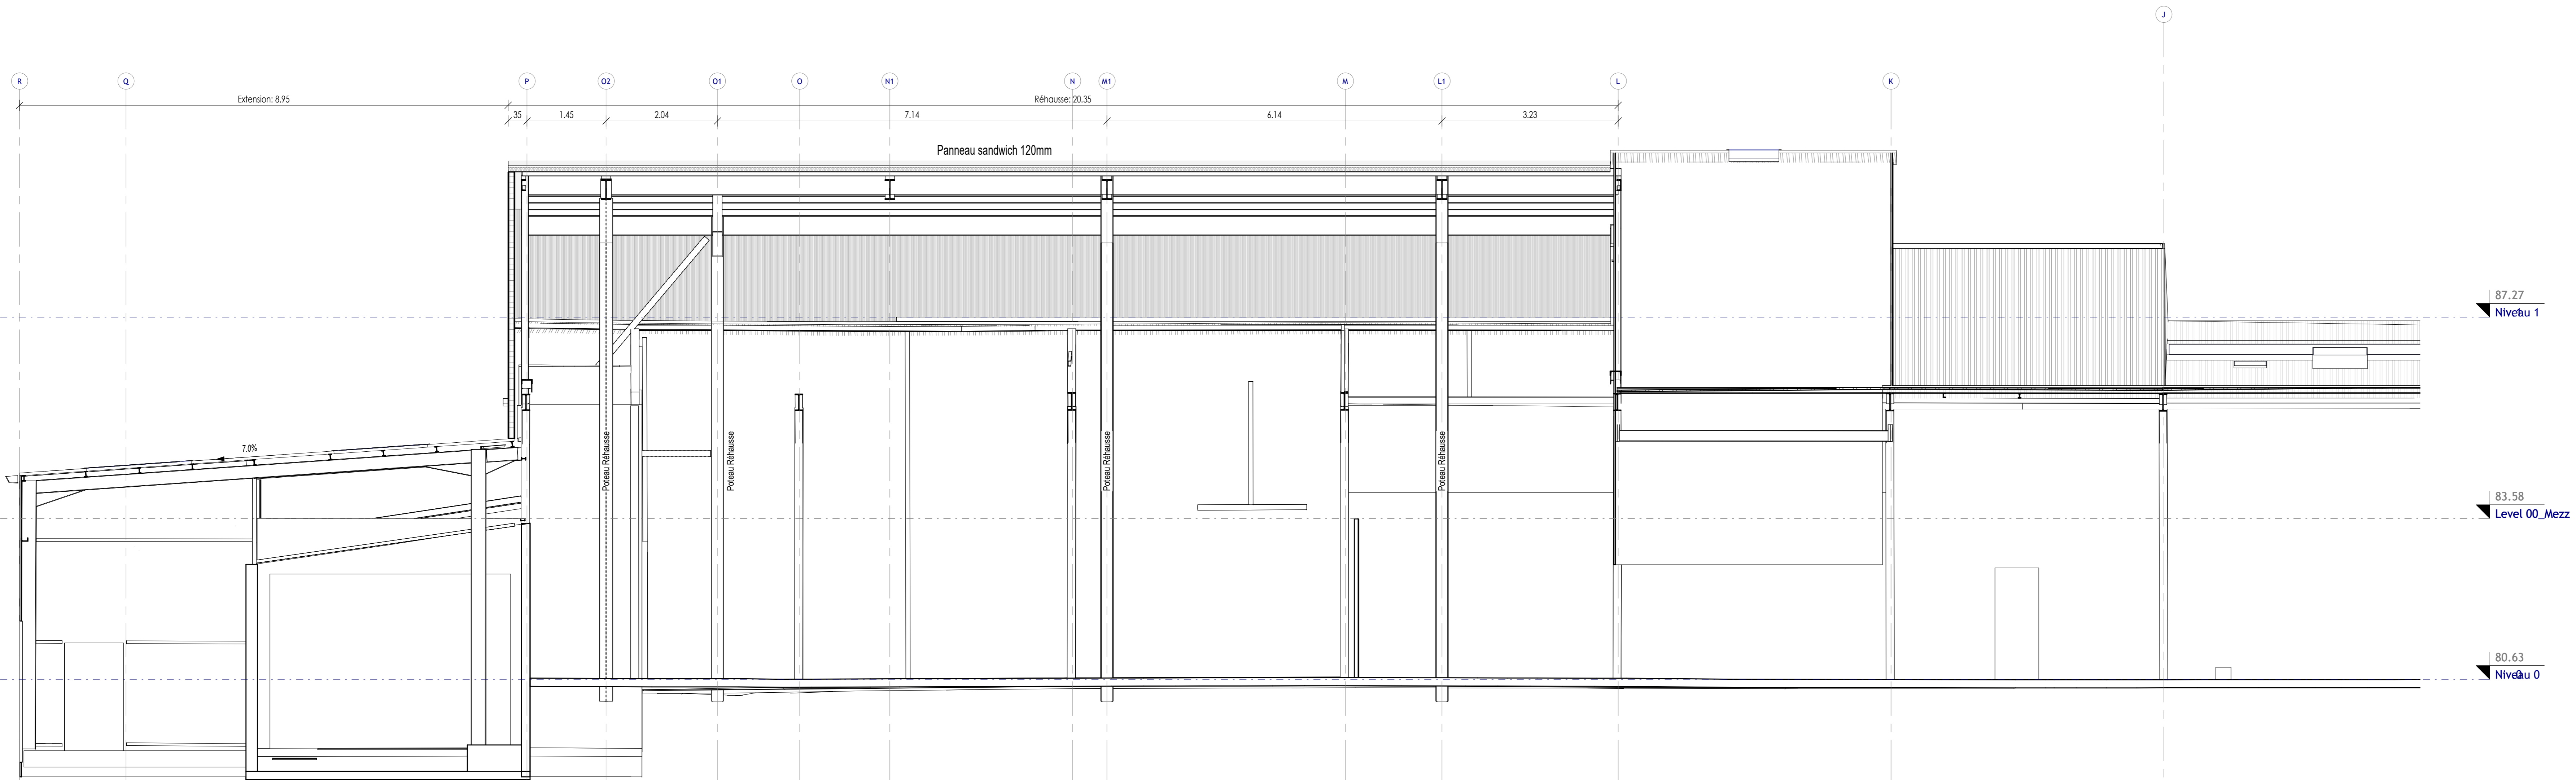 J
R Q P O2 O1 O N1 N M1 M L1 L K
Extension: 8.95 Réhausse: 20.35
35 1.45 2.04 7.14 6.14 3.23
Panneau sandwich 120mm
87.27
Niveau 1
7.0%
Poteau Réhausse
Poteau Réhausse
Poteau Réhausse
Poteau Réhausse
83.58
Level 00_Mezz
80.63
Niveau 0